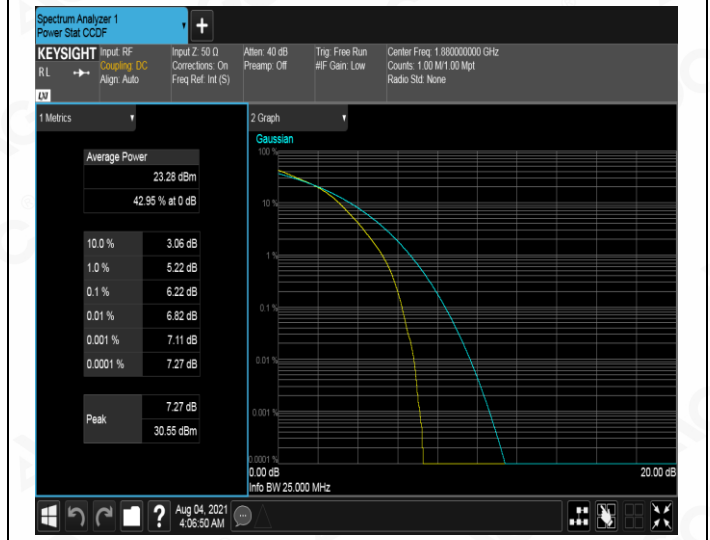 Spectrum Analyzer 1
Power Stat CCDF
+
KEYSIGHT
RL
LXI
Input: RF
Coupling: DC
Align: Auto
Input Z: 50 Ω
Corrections: On
Freq Ref: Int (S)
Atten: 40 dB
Preamp: Off
Trig: Free Run
#IF Gain: Low
Center Freq: 1.880000000 GHz
Counts: 1.00 M/1.00 Mpt
Radio Std: None
1 Metrics
Average Power
23.28 dBm
42.95 % at 0 dB
10.0 % 3.06 dB
1.0 % 5.22 dB
0.1 % 6.22 dB
0.01 % 6.82 dB
0.001 % 7.11 dB
0.0001 % 7.27 dB
Peak
7.27 dB
30.55 dBm
2 Graph
Gaussian
100 %
10 %
1 %
0.1 %
0.01 %
0.001 %
0.0001 %
0.00 dB 20.00 dB
Info BW 25.000 MHz
?
Aug 04, 2021
4:06:50 AM